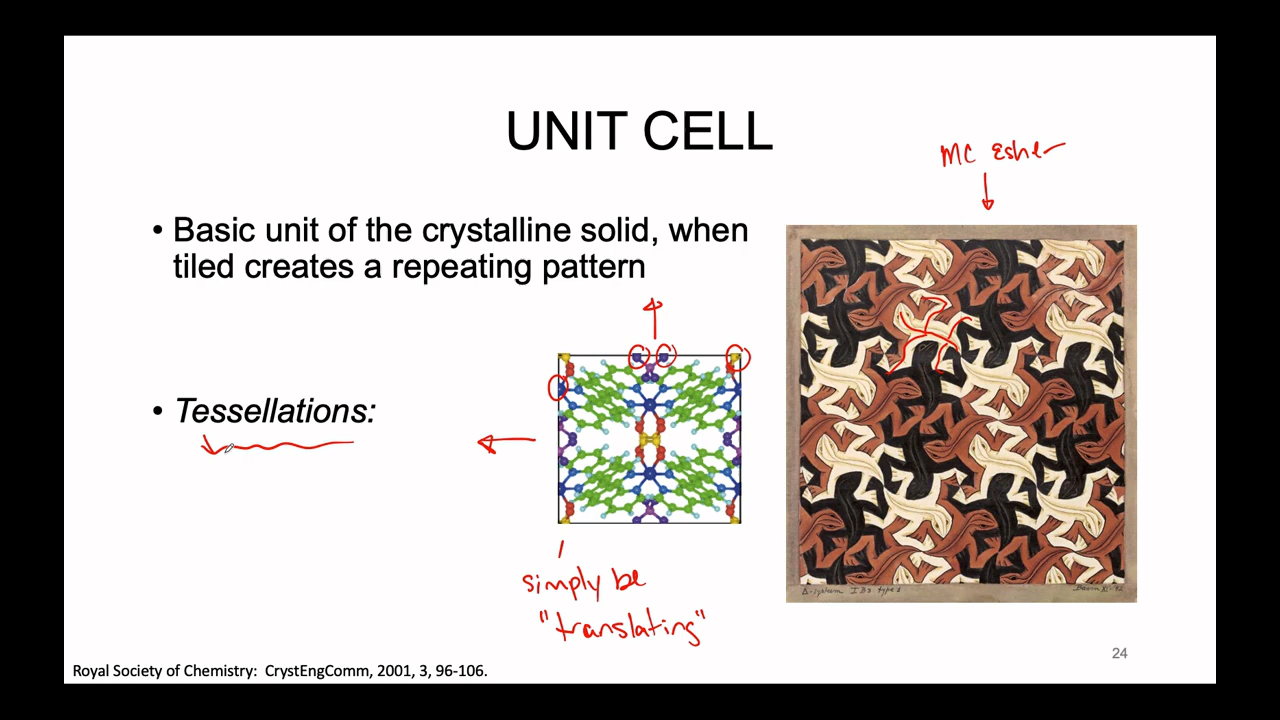 UNIT CELL
MC Esher
• Basic unit of the crystalline solid, when
tiled creates a repeating pattern
• Tessellations:
simply be
"translating"
24
Royal Society of Chemistry: CrystEngComm, 2001, 3, 96-106.